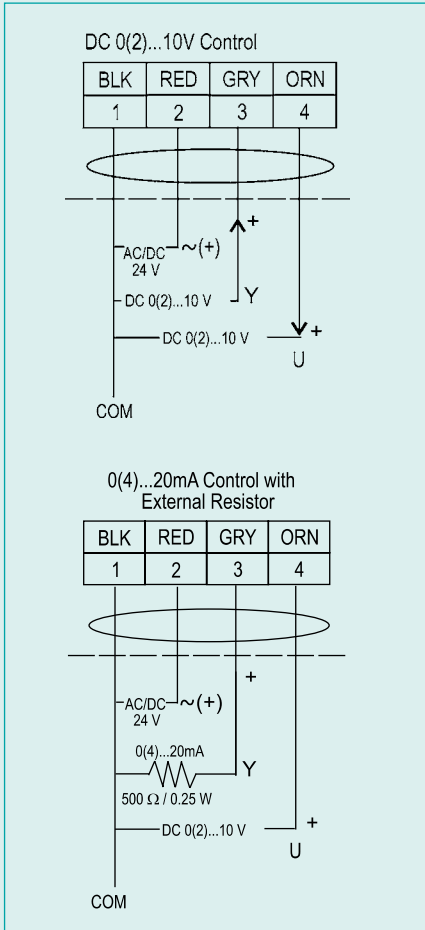 DC 0(2)...10V Control
BLK RED GRY ORN
1 2 3 4
+
AC/DC ~(+)
24 V
DC 0(2)...10 V Y
DC 0(2)...10 V +
U
COM
0(4)...20mA Control with
External Resistor
BLK RED GRY ORN
1 2 3 4
+
AC/DC ~(+)
24 V
0(4)...20mA
Y
500 Ω / 0.25 W
DC 0(2)...10 V +
U
COM